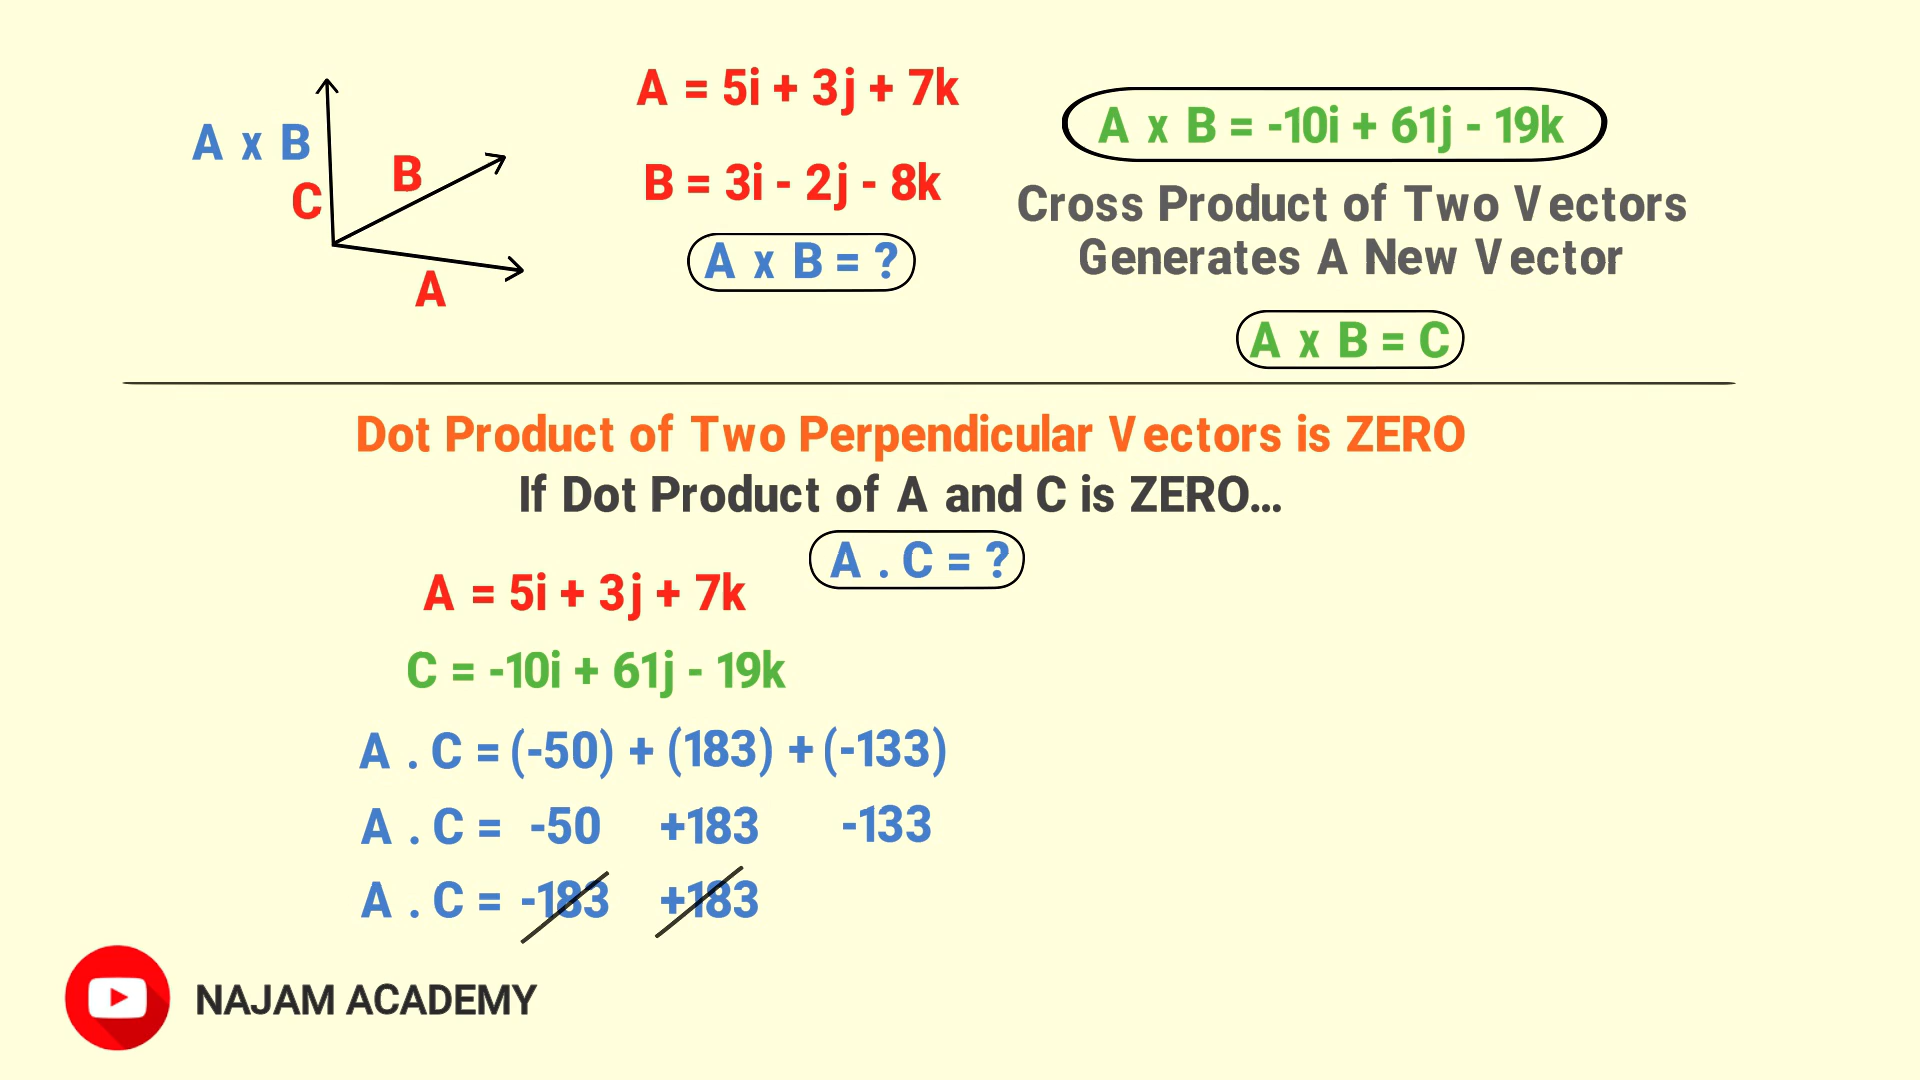 A x B
B
C
A
A = 5i + 3j + 7k
B = 3i - 2j - 8k
A x B = ?
A x B = -10i + 61j - 19k
Cross Product of Two Vectors
Generates A New Vector
A x B = C
Dot Product of Two Perpendicular Vectors is ZERO
If Dot Product of A and C is ZERO...
A . C = ?
A = 5i + 3j + 7k
C = -10i + 61j - 19k
A . C = (-50) + (183) + (-133)
A . C = -50 +183 -133
A . C = -183 +183
NAJAM ACADEMY